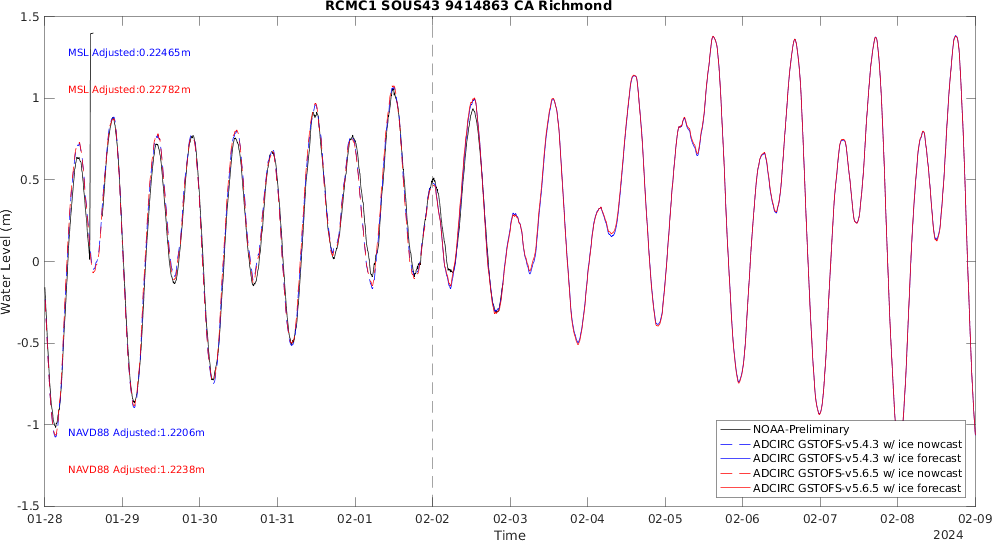 RCMC1 SOUS43 9414863 CA Richmond
1.5
1
0.5
0
-0.5
-1
-1.5
Water Level (m)
MSL Adjusted:0.22465m
MSL Adjusted:0.22782m
NAVD88 Adjusted:1.2206m
NAVD88 Adjusted:1.2238m
NOAA-Preliminary
ADCIRC GSTOFS-v5.4.3 w/ ice nowcast
ADCIRC GSTOFS-v5.4.3 w/ ice forecast
ADCIRC GSTOFS-v5.6.5 w/ ice nowcast
ADCIRC GSTOFS-v5.6.5 w/ ice forecast
01-28 01-29 01-30 01-31 02-01 02-02 02-03 02-04 02-05 02-06 02-07 02-08 02-09
Time
2024